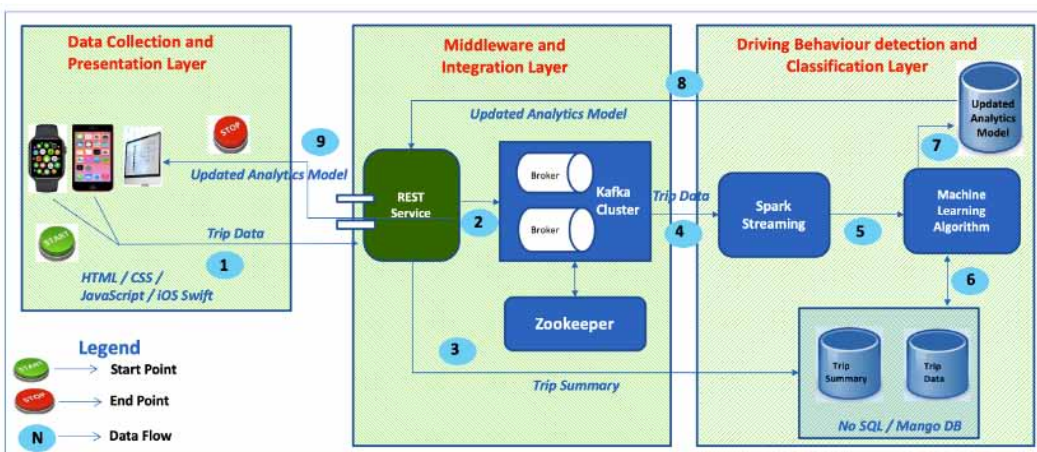 Data Collection and
Presentation Layer
STOP
9
Updated Analytics Model
START
Trip Data
1
HTML / CSS /
JavaScript / iOS Swift
Legend
START
Start Point
STOP
End Point
N
Data Flow
Middleware and
Integration Layer
Updated Analytics Model
REST
Service
2
Broker
Broker
Kafka
Cluster
Zookeeper
3
Trip Summary
Driving Behaviour detection and
Classification Layer
8
Updated
Analytics
Model
7
Trip Data
4
Spark
Streaming
5
Machine
Learning
Algorithm
6
Trip
Summary
Trip
Data
No SQL / Mango DB